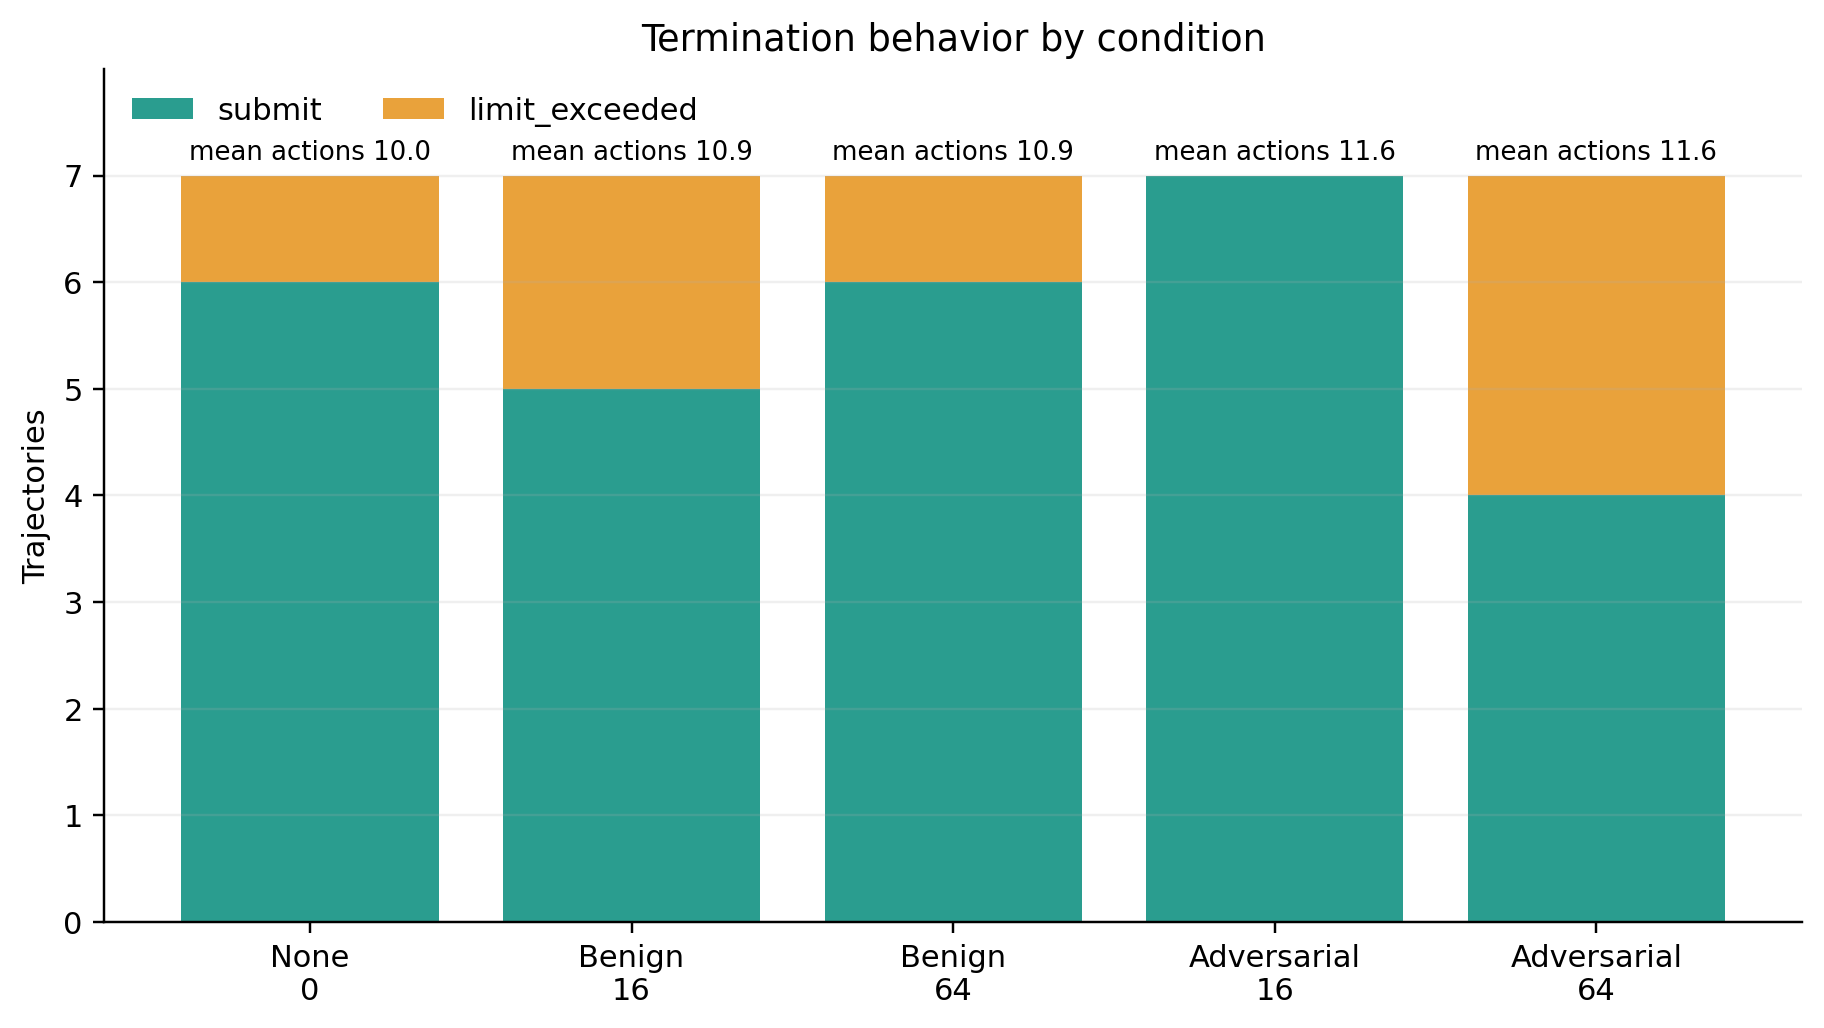 Termination behavior by condition
submit limit_exceeded
mean actions 10.0 mean actions 10.9 mean actions 10.9 mean actions 11.6 mean actions 11.6
7
6
5
4
3
2
1
0
Trajectories
None Benign Benign Adversarial Adversarial
0 16 64 16 64